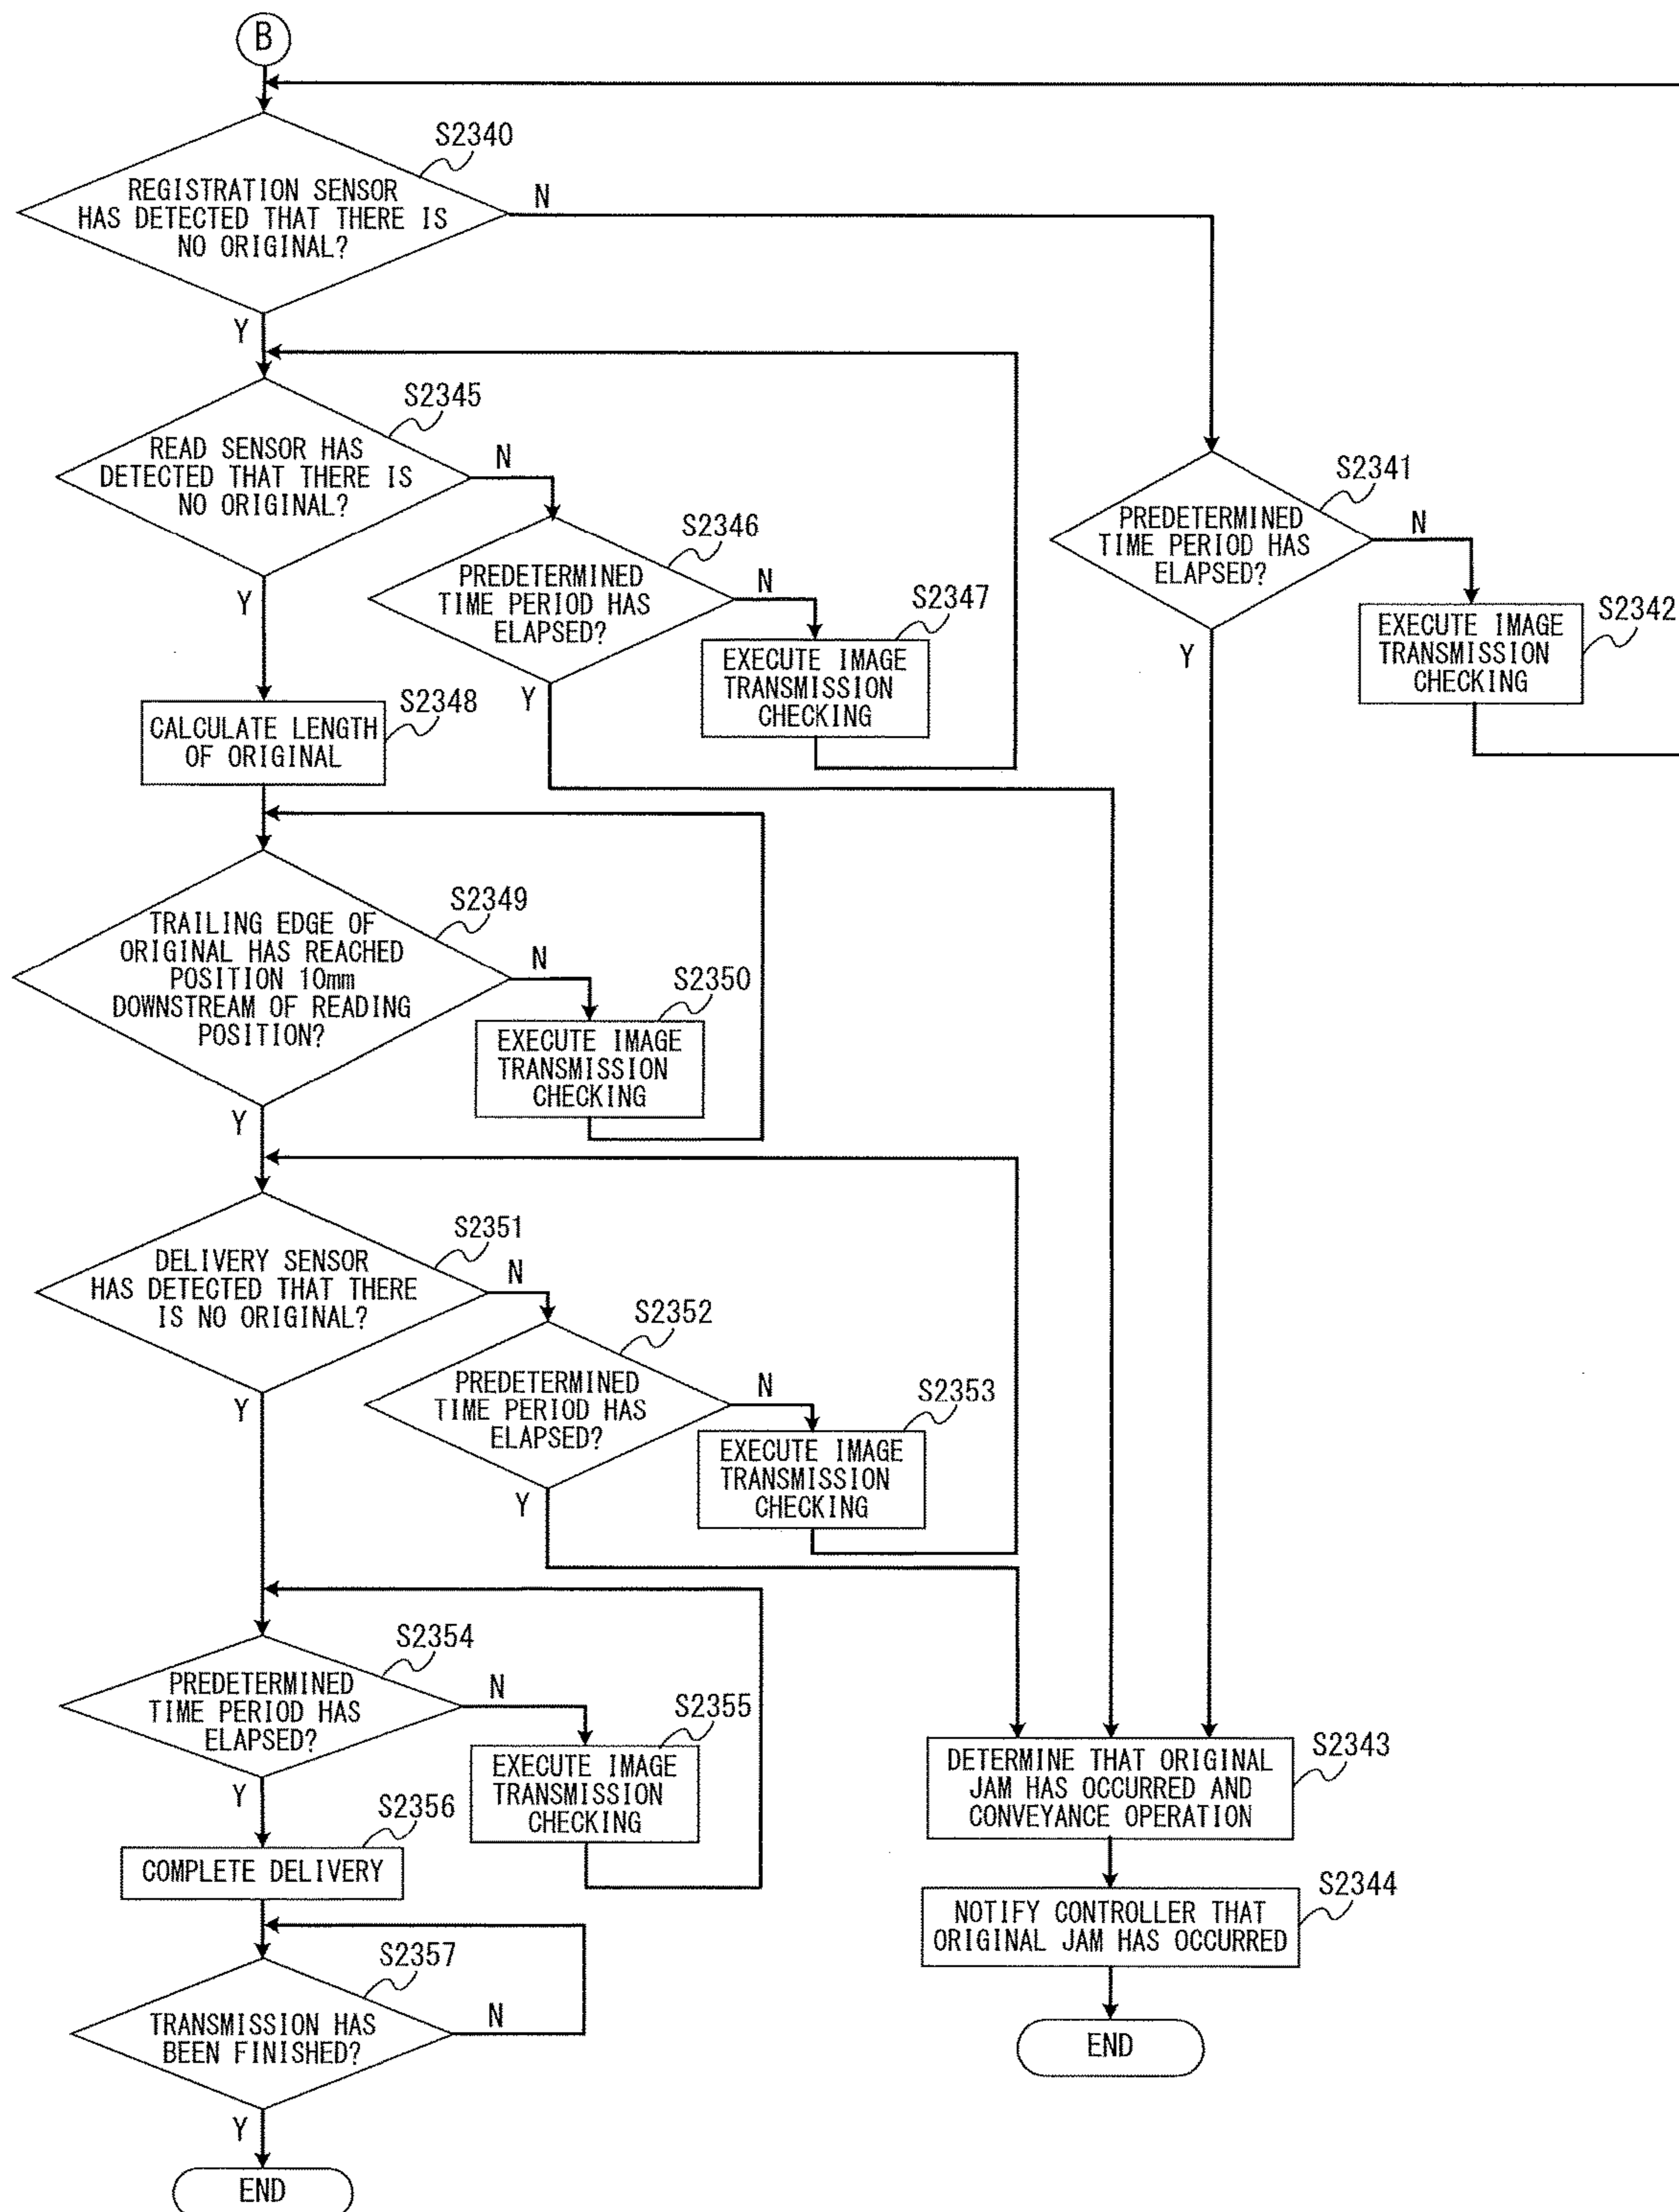 B
S2340
REGISTRATION SENSOR
HAS DETECTED THAT THERE IS
NO ORIGINAL?
N
Y
S2345
READ SENSOR HAS
DETECTED THAT THERE IS
NO ORIGINAL?
N
Y
S2346
PREDETERMINED
TIME PERIOD HAS
ELAPSED?
N
Y
S2347
EXECUTE IMAGE
TRANSMISSION
CHECKING
S2341
PREDETERMINED
TIME PERIOD HAS
ELAPSED?
N
Y
S2342
EXECUTE IMAGE
TRANSMISSION
CHECKING
S2348
CALCULATE LENGTH
OF ORIGINAL
S2349
TRAILING EDGE OF
ORIGINAL HAS REACHED
POSITION 10mm
DOWNSTREAM OF READING
POSITION?
N
Y
S2350
EXECUTE IMAGE
TRANSMISSION
CHECKING
S2351
DELIVERY SENSOR
HAS DETECTED THAT THERE
IS NO ORIGINAL?
N
Y
S2352
PREDETERMINED
TIME PERIOD HAS
ELAPSED?
N
Y
S2353
EXECUTE IMAGE
TRANSMISSION
CHECKING
S2354
PREDETERMINED
TIME PERIOD HAS
ELAPSED?
N
Y
S2355
EXECUTE IMAGE
TRANSMISSION
CHECKING
S2356
COMPLETE DELIVERY
S2357
TRANSMISSION HAS
BEEN FINISHED?
N
Y
END
S2343
DETERMINE THAT ORIGINAL
JAM HAS OCCURRED AND
CONVEYANCE OPERATION
S2344
NOTIFY CONTROLLER THAT
ORIGINAL JAM HAS OCCURRED
END